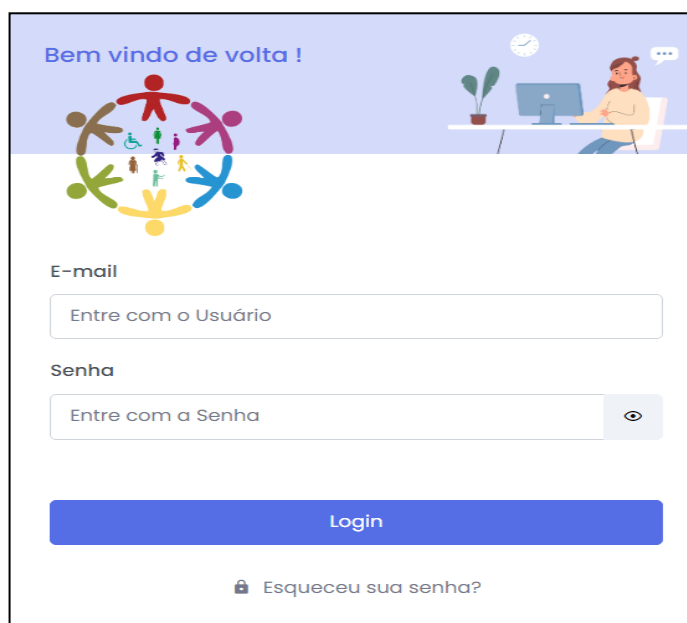 Bem vindo de volta !
E-mail
Entre com o Usuário
Senha
Entre com a Senha
Login
Esqueceu sua senha?